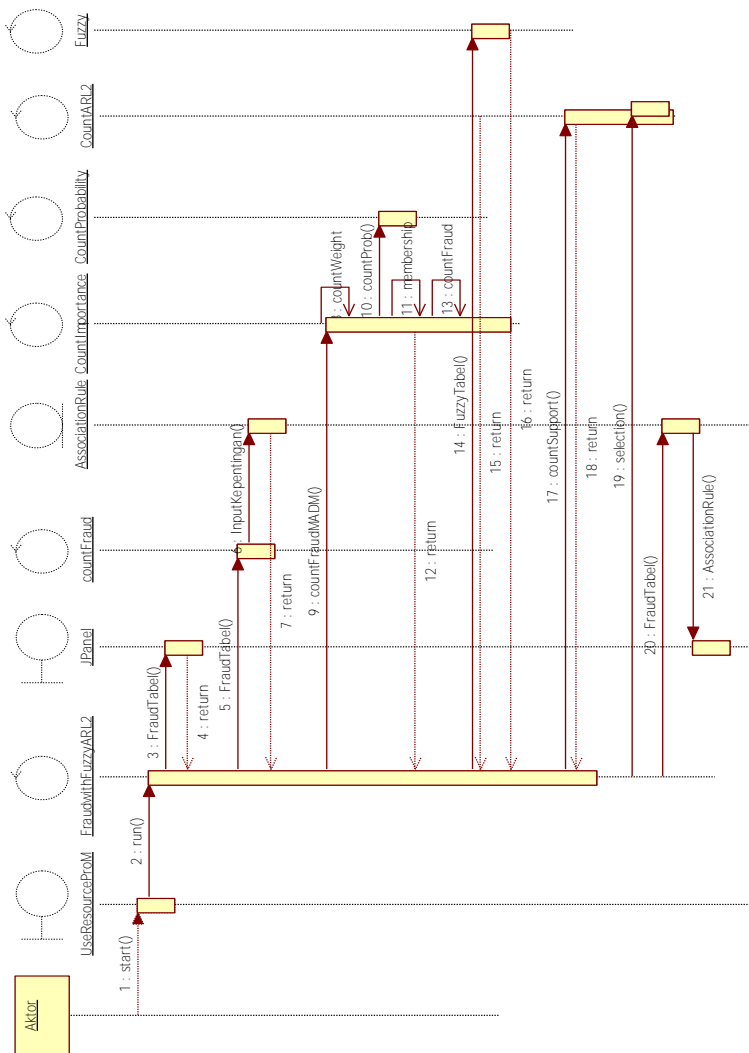 Aktor
UseResourceProM
FraudwithFuzzyARL2
JPanel
countFraud
AssociationRule
CountImportance
CountProbability
CountARL2
Fuzzy
1 : start()
2 : run()
3 : FraudTabel()
4 : return
5 : FraudTabel()
6 : InputKepentingan()
7 : return
: countWeight
9 : countFraudMADM()
10 : countProb()
11 : membership
12 : return
13 : countFraud
14 : FuzzyTabel()
15 : return
16 : return
17 : countSupport()
18 : return
19 : selection()
20 : FraudTabel()
21 : AssociationRule()